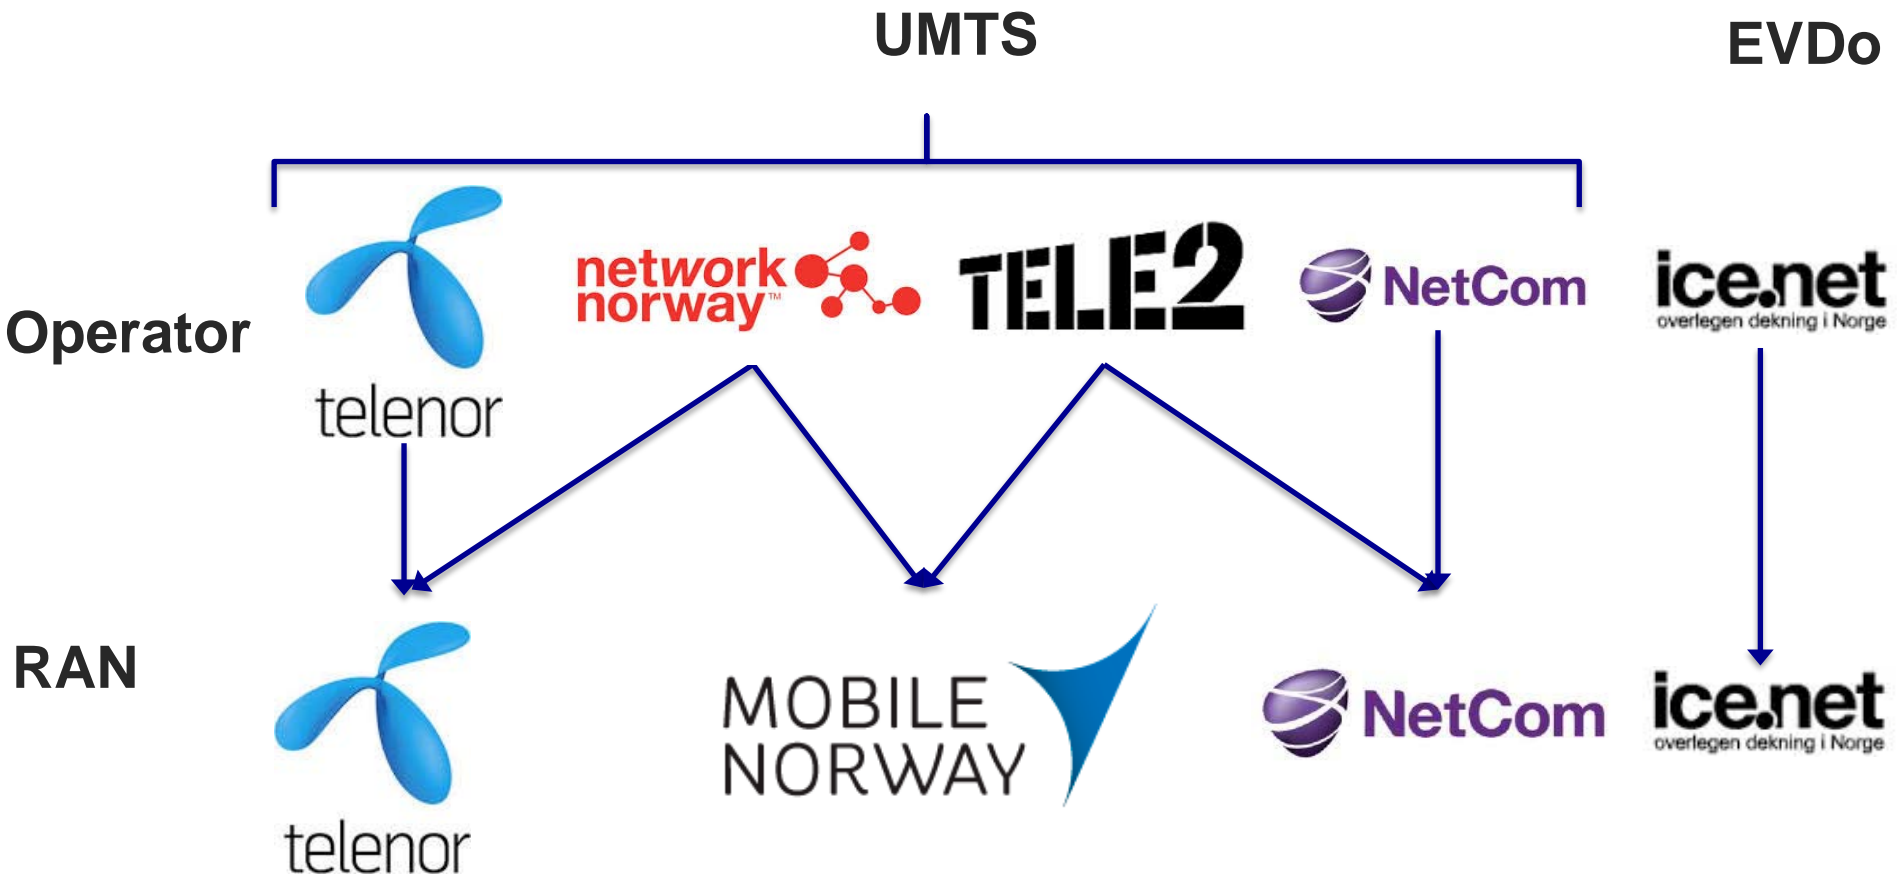 UMTS
EVDo
Operator
telenor
network
norway™
TELE2
NetCom
ice.net
overlegen dekning i Norge
RAN
telenor
MOBILE
NORWAY
NetCom
ice.net
overlegen dekning i Norge